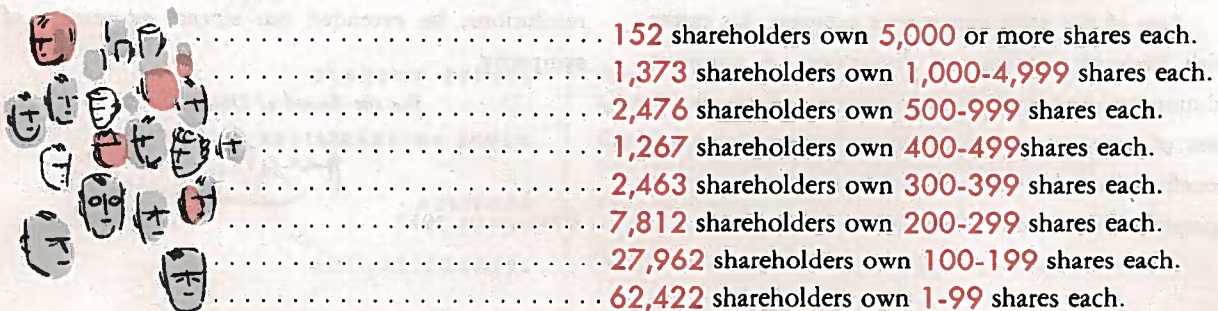 152 shareholders own 5,000 or more shares each.
1,373 shareholders own 1,000-4,999 shares each.
2,476 shareholders own 500-999 shares each.
1,267 shareholders own 400-499shares each.
2,463 shareholders own 300-399 shares each.
7,812 shareholders own 200-299 shares each.
27,962 shareholders own 100-199 shares each.
62,422 shareholders own 1-99 shares each.